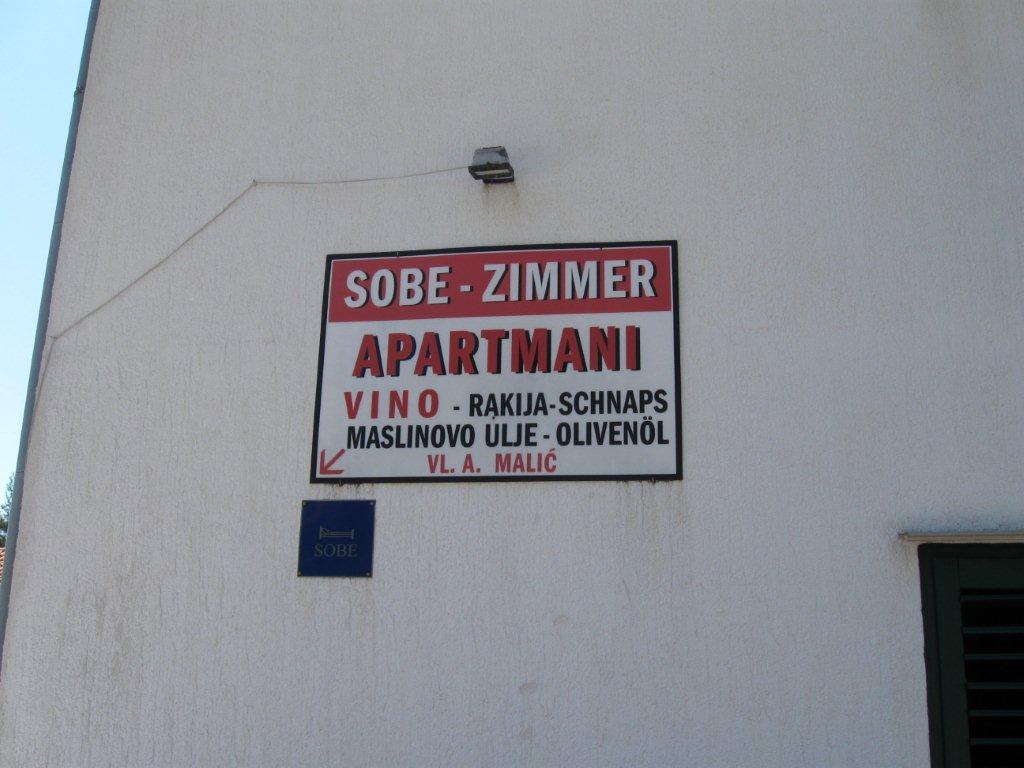 SOBE - ZIMMER
APARTMANI
VINO - RAKIJA-SCHNAPS
MASLINOVO ULJE - OLIVENÖL
VL. A. MALIĆ
SOBE